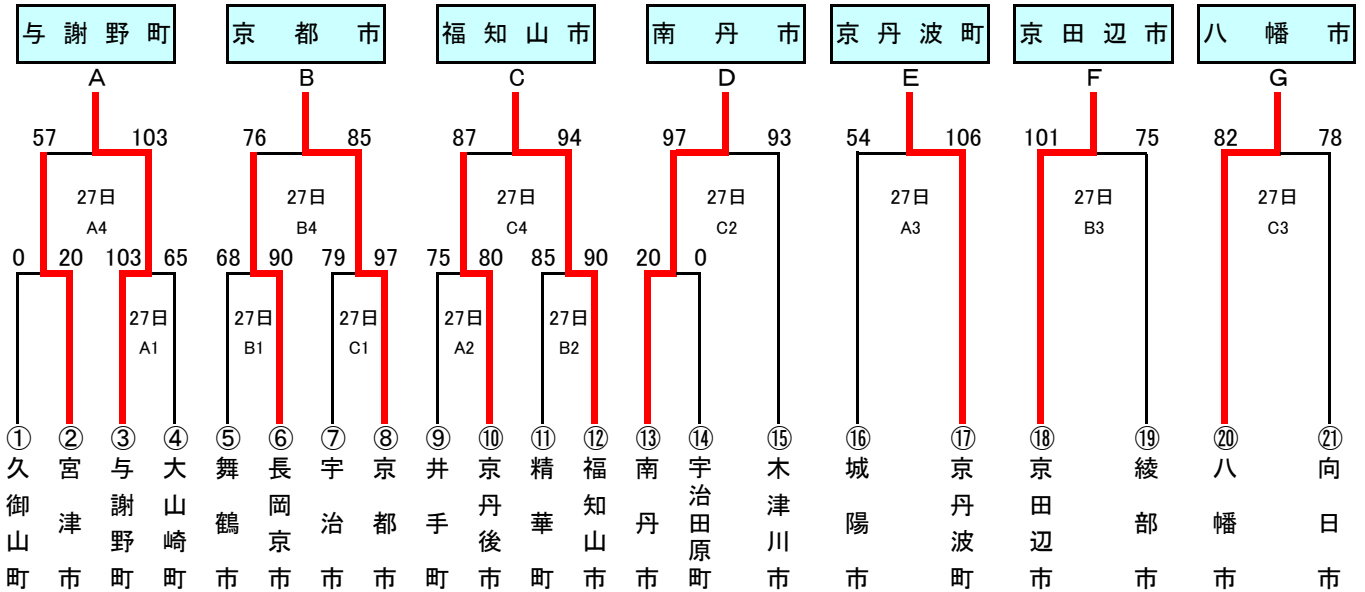 与謝野町 京都市 福知山市 南丹市 京丹波町 京田辺市 八幡市
A B C D E F G
57 103 76 85 87 94 97 93 54 106 101 75 82 78
27日 27日 27日 27日 27日 27日 27日
A4 B4 C4 C2 A3 B3 C3
0 20 103 65 68 90 79 97 75 80 85 90 20 0
27日 27日 27日 27日 27日
A1 B1 C1 A2 B2
① ② ③ ④ ⑤ ⑥ ⑦ ⑧ ⑨ ⑩ ⑪ ⑫ ⑬ ⑭ ⑮ ⑯ ⑰ ⑱ ⑲ ⑳ ㉑
久御山町
宮津市
与謝野町
大山崎町
舞鶴市
長岡京市
宇治市
京都市
井手町
京丹後市
精華町
福知山市
南丹市
宇治田原町
木津川市
城陽市
京丹波町
京田辺市
綾部市
八幡市
向日市